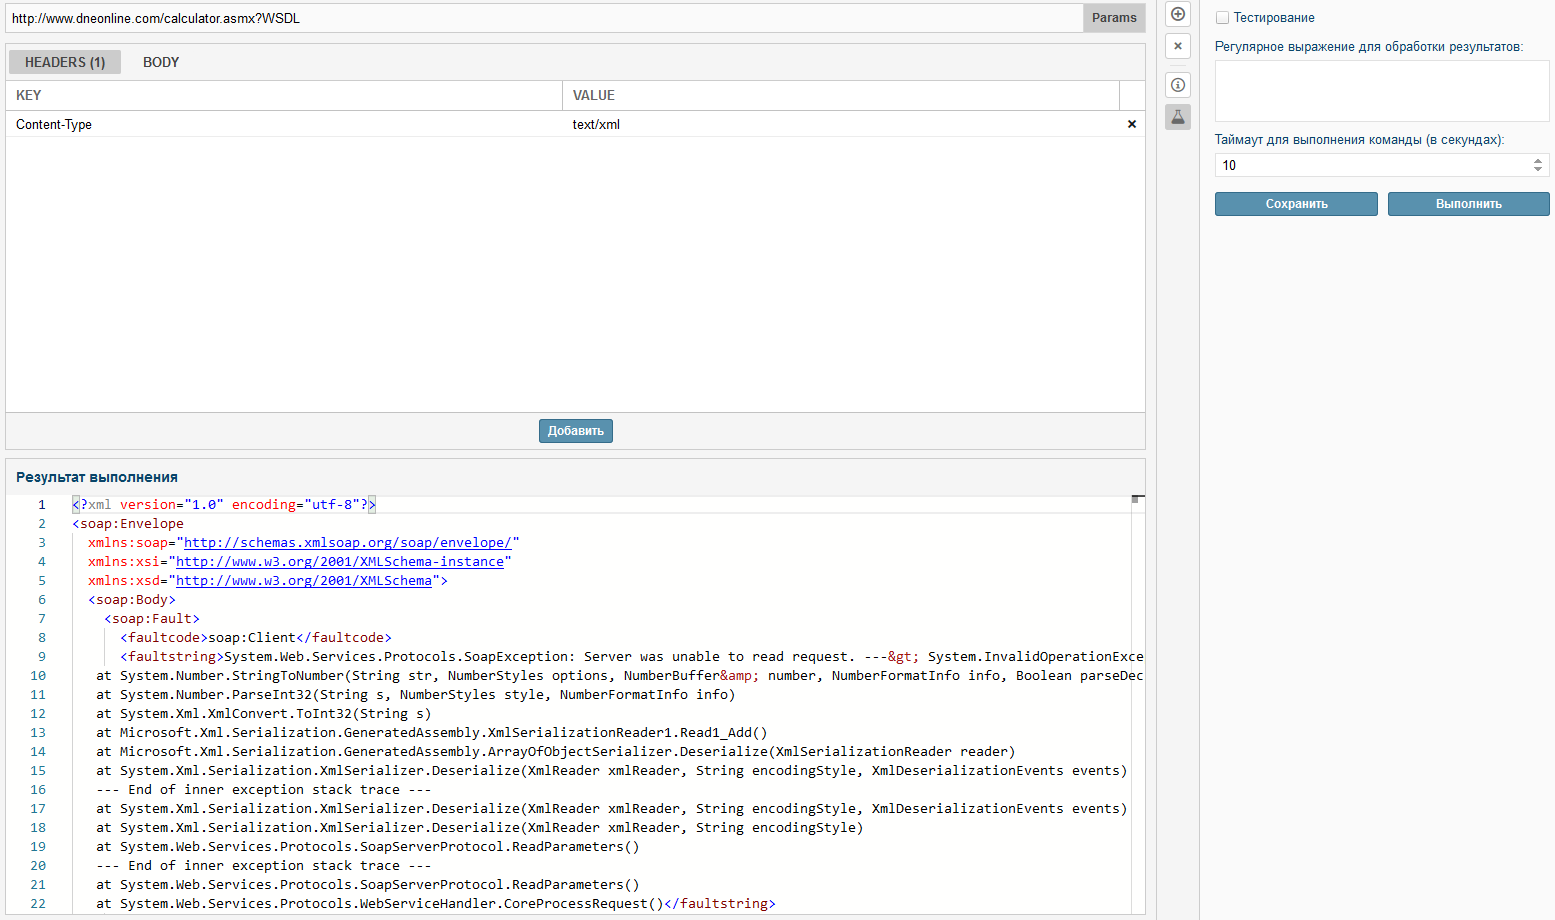 http://www.dneonline.com/calculator.asmx?WSDL
Params
HEADERS (1)
BODY
KEY
VALUE
Content-Type
text/xml
Добавить
Результат выполнения
1 <?xml version="1.0" encoding="utf-8"?>
2 <soap:Envelope
3 xmlns:soap="http://schemas.xmlsoap.org/soap/envelope/"
4 xmlns:xsi="http://www.w3.org/2001/XMLSchema-instance"
5 xmlns:xsd="http://www.w3.org/2001/XMLSchema">
6 <soap:Body>
7 <soap:Fault>
8 <faultcode>soap:Client</faultcode>
9 <faultstring>System.Web.Services.Protocols.SoapException: Server was unable to read request. ---&gt; System.InvalidOperationExce
10 at System.Number.StringToNumber(String str, NumberStyles options, NumberBuffer&amp; number, NumberFormatInfo info, Boolean parseDec
11 at System.Number.ParseInt32(String s, NumberStyles style, NumberFormatInfo info)
12 at System.Xml.XmlConvert.ToInt32(String s)
13 at Microsoft.Xml.Serialization.GeneratedAssembly.XmlSerializationReader1.Read1_Add()
14 at Microsoft.Xml.Serialization.GeneratedAssembly.ArrayOfObjectSerializer.Deserialize(XmlSerializationReader reader)
15 at System.Xml.Serialization.XmlSerializer.Deserialize(XmlReader xmlReader, String encodingStyle, XmlDeserializationEvents events)
16 --- End of inner exception stack trace ---
17 at System.Xml.Serialization.XmlSerializer.Deserialize(XmlReader xmlReader, String encodingStyle, XmlDeserializationEvents events)
18 at System.Xml.Serialization.XmlSerializer.Deserialize(XmlReader xmlReader, String encodingStyle)
19 at System.Web.Services.Protocols.SoapServerProtocol.ReadParameters()
20 --- End of inner exception stack trace ---
21 at System.Web.Services.Protocols.SoapServerProtocol.ReadParameters()
22 at System.Web.Services.Protocols.WebServiceHandler.CoreProcessRequest()</faultstring>
Тестирование
Регулярное выражение для обработки результатов:
Таймаут для выполнения команды (в секундах):
10
Сохранить
Выполнить